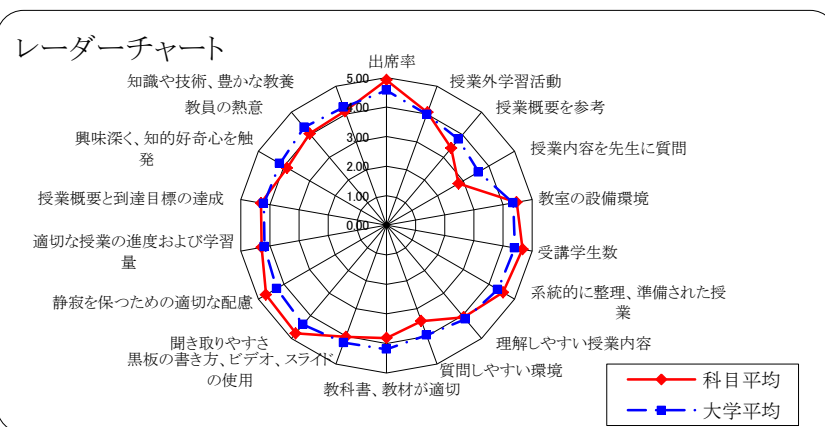 レーダーチャート
出席率
授業外学習活動
授業概要を参考
授業内容を先生に質問
教室の設備環境
受講学生数
系統的に整理、準備された授
業
理解しやすい授業内容
質問しやすい環境
教科書、教材が適切
黒板の書き方、ビデオ、スライド
の使用
聞き取りやすさ
静寂を保つための適切な配慮
適切な授業の進度および学習
量
授業概要と到達目標の達成
興味深く、知的好奇心を触
発
教員の熱意
知識や技術、豊かな教養
5.00
4.00
3.00
2.00
1.00
0.00
科目平均
大学平均